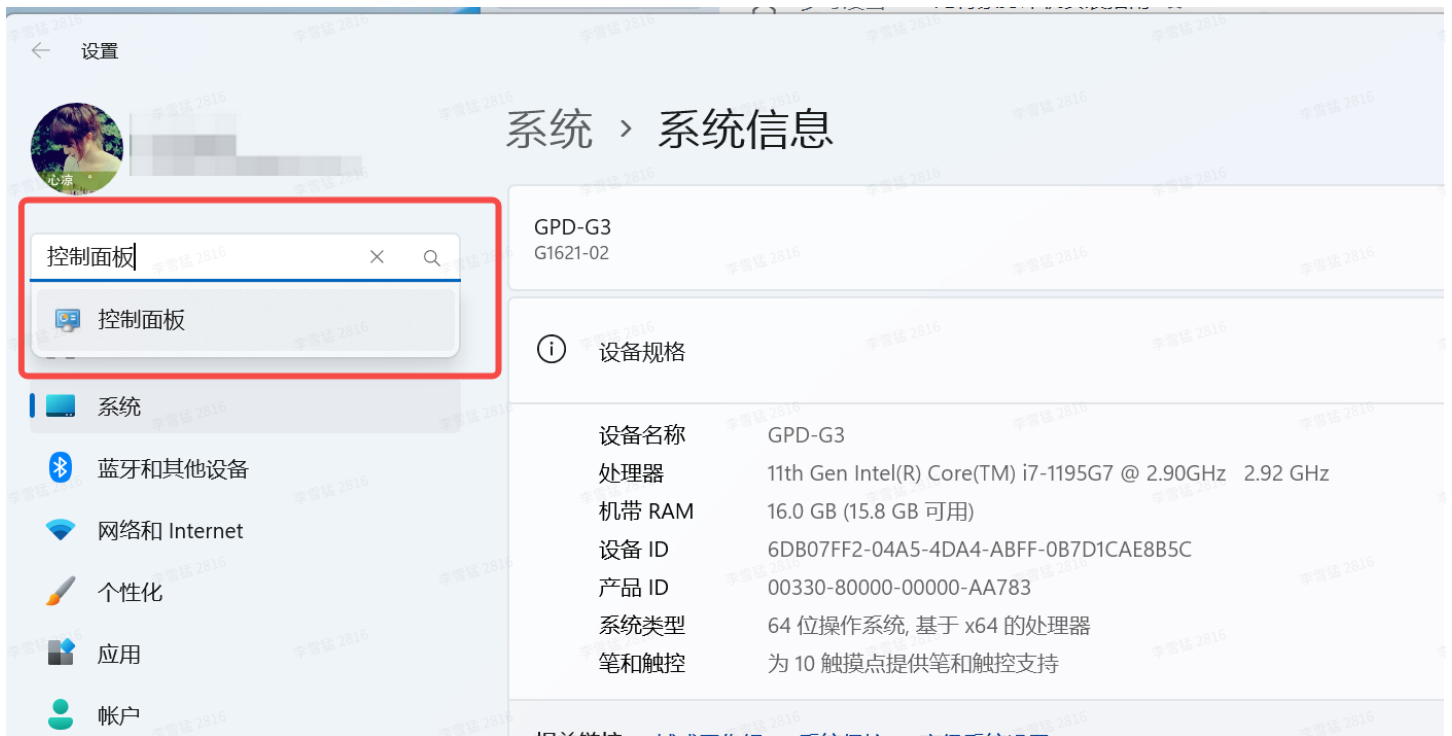 设置
心凉
系统 › 系统信息
控制面板
控制面板
GPD-G3
G1621-02
设备规格
系统
蓝牙和其他设备
网络和 Internet
个性化
应用
帐户
设备名称 GPD-G3
处理器 11th Gen Intel(R) Core(TM) i7-1195G7 @ 2.90GHz 2.92 GHz
机带 RAM 16.0 GB (15.8 GB 可用)
设备 ID 6DB07FF2-04A5-4DA4-ABFF-0B7D1CAE8B5C
产品 ID 00330-80000-00000-AA783
系统类型 64 位操作系统, 基于 x64 的处理器
笔和触控 为 10 触摸点提供笔和触控支持
李雪猛 2816